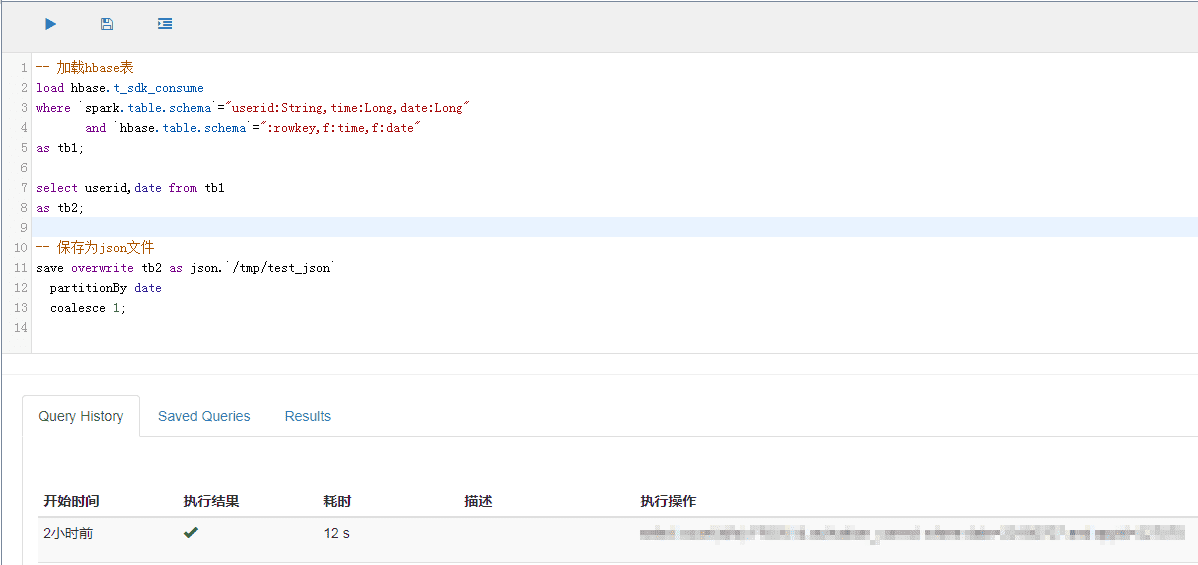 1 -- 加载hbase表
2 load hbase.t_sdk_consume
3 where `spark.table.schema`="userid:String,time:Long,date:Long"
4 and `hbase.table.schema`=":rowkey,f:time,f:date"
5 as tb1;
6
7 select userid,date from tb1
8 as tb2;
9
10 -- 保存为json文件
11 save overwrite tb2 as json.`/tmp/test_json`
12 partitionBy date
13 coalesce 1;
14
Query History Saved Queries Results
开始时间 执行结果 耗时 描述 执行操作
2小时前 12 s